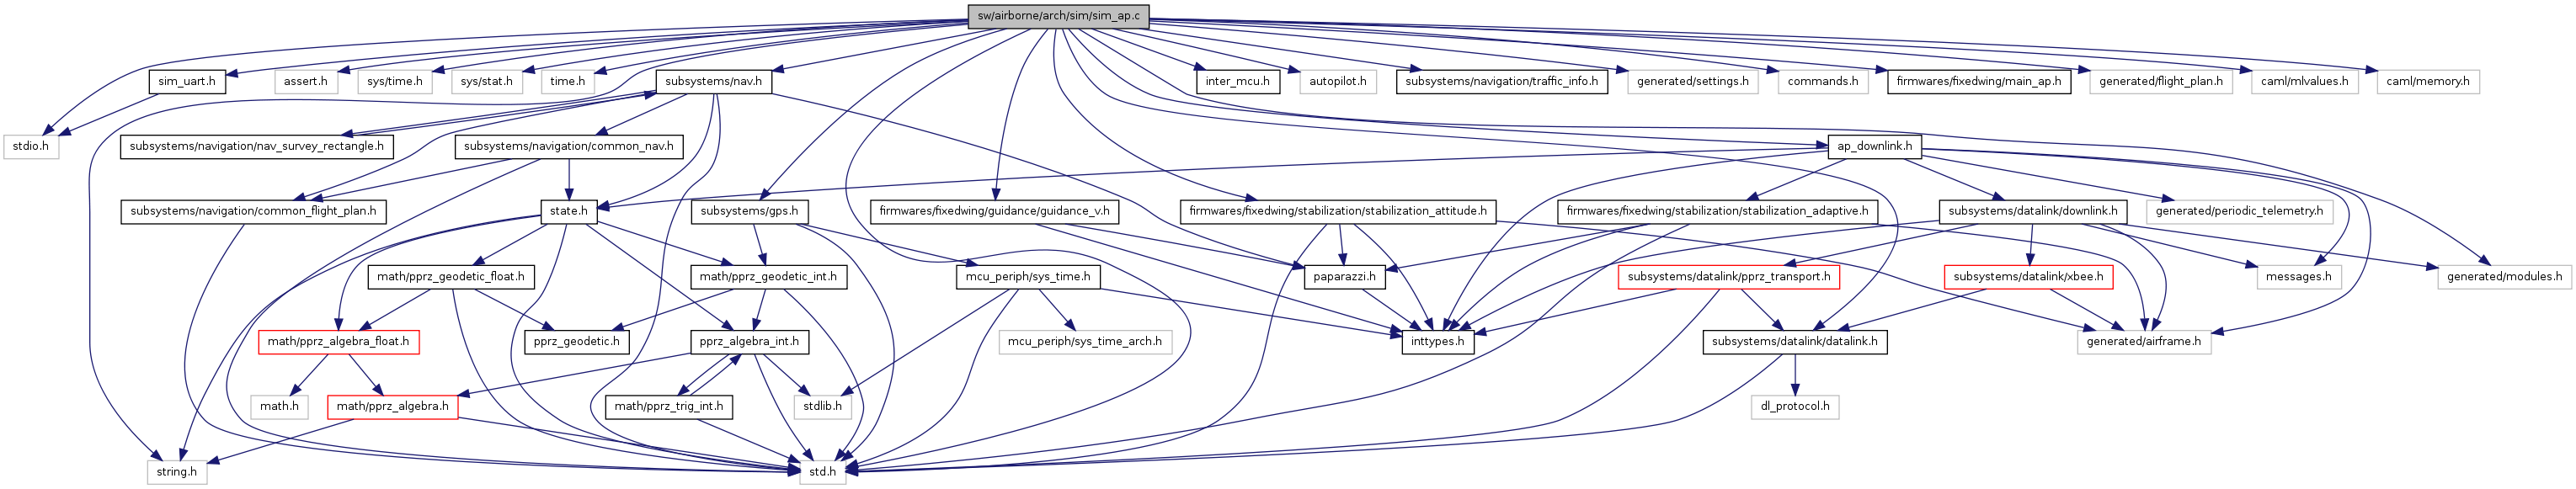 sw/airborne/arch/sim/sim_ap.c
sim_uart.h
assert.h
sys/time.h
sys/stat.h
time.h
subsystems/nav.h
inter_mcu.h
autopilot.h
subsystems/navigation/traffic_info.h
generated/settings.h
commands.h
firmwares/fixedwing/main_ap.h
generated/flight_plan.h
caml/mlvalues.h
caml/memory.h
stdio.h
subsystems/navigation/nav_survey_rectangle.h
subsystems/navigation/common_nav.h
ap_downlink.h
subsystems/navigation/common_flight_plan.h
state.h
subsystems/gps.h
firmwares/fixedwing/guidance/guidance_v.h
firmwares/fixedwing/stabilization/stabilization_attitude.h
firmwares/fixedwing/stabilization/stabilization_adaptive.h
subsystems/datalink/downlink.h
generated/periodic_telemetry.h
math/pprz_geodetic_float.h
math/pprz_geodetic_int.h
mcu_periph/sys_time.h
paparazzi.h
subsystems/datalink/pprz_transport.h
subsystems/datalink/xbee.h
messages.h
generated/modules.h
math/pprz_algebra_float.h
pprz_geodetic.h
pprz_algebra_int.h
mcu_periph/sys_time_arch.h
inttypes.h
subsystems/datalink/datalink.h
generated/airframe.h
math.h
math/pprz_algebra.h
math/pprz_trig_int.h
stdlib.h
dl_protocol.h
string.h
std.h